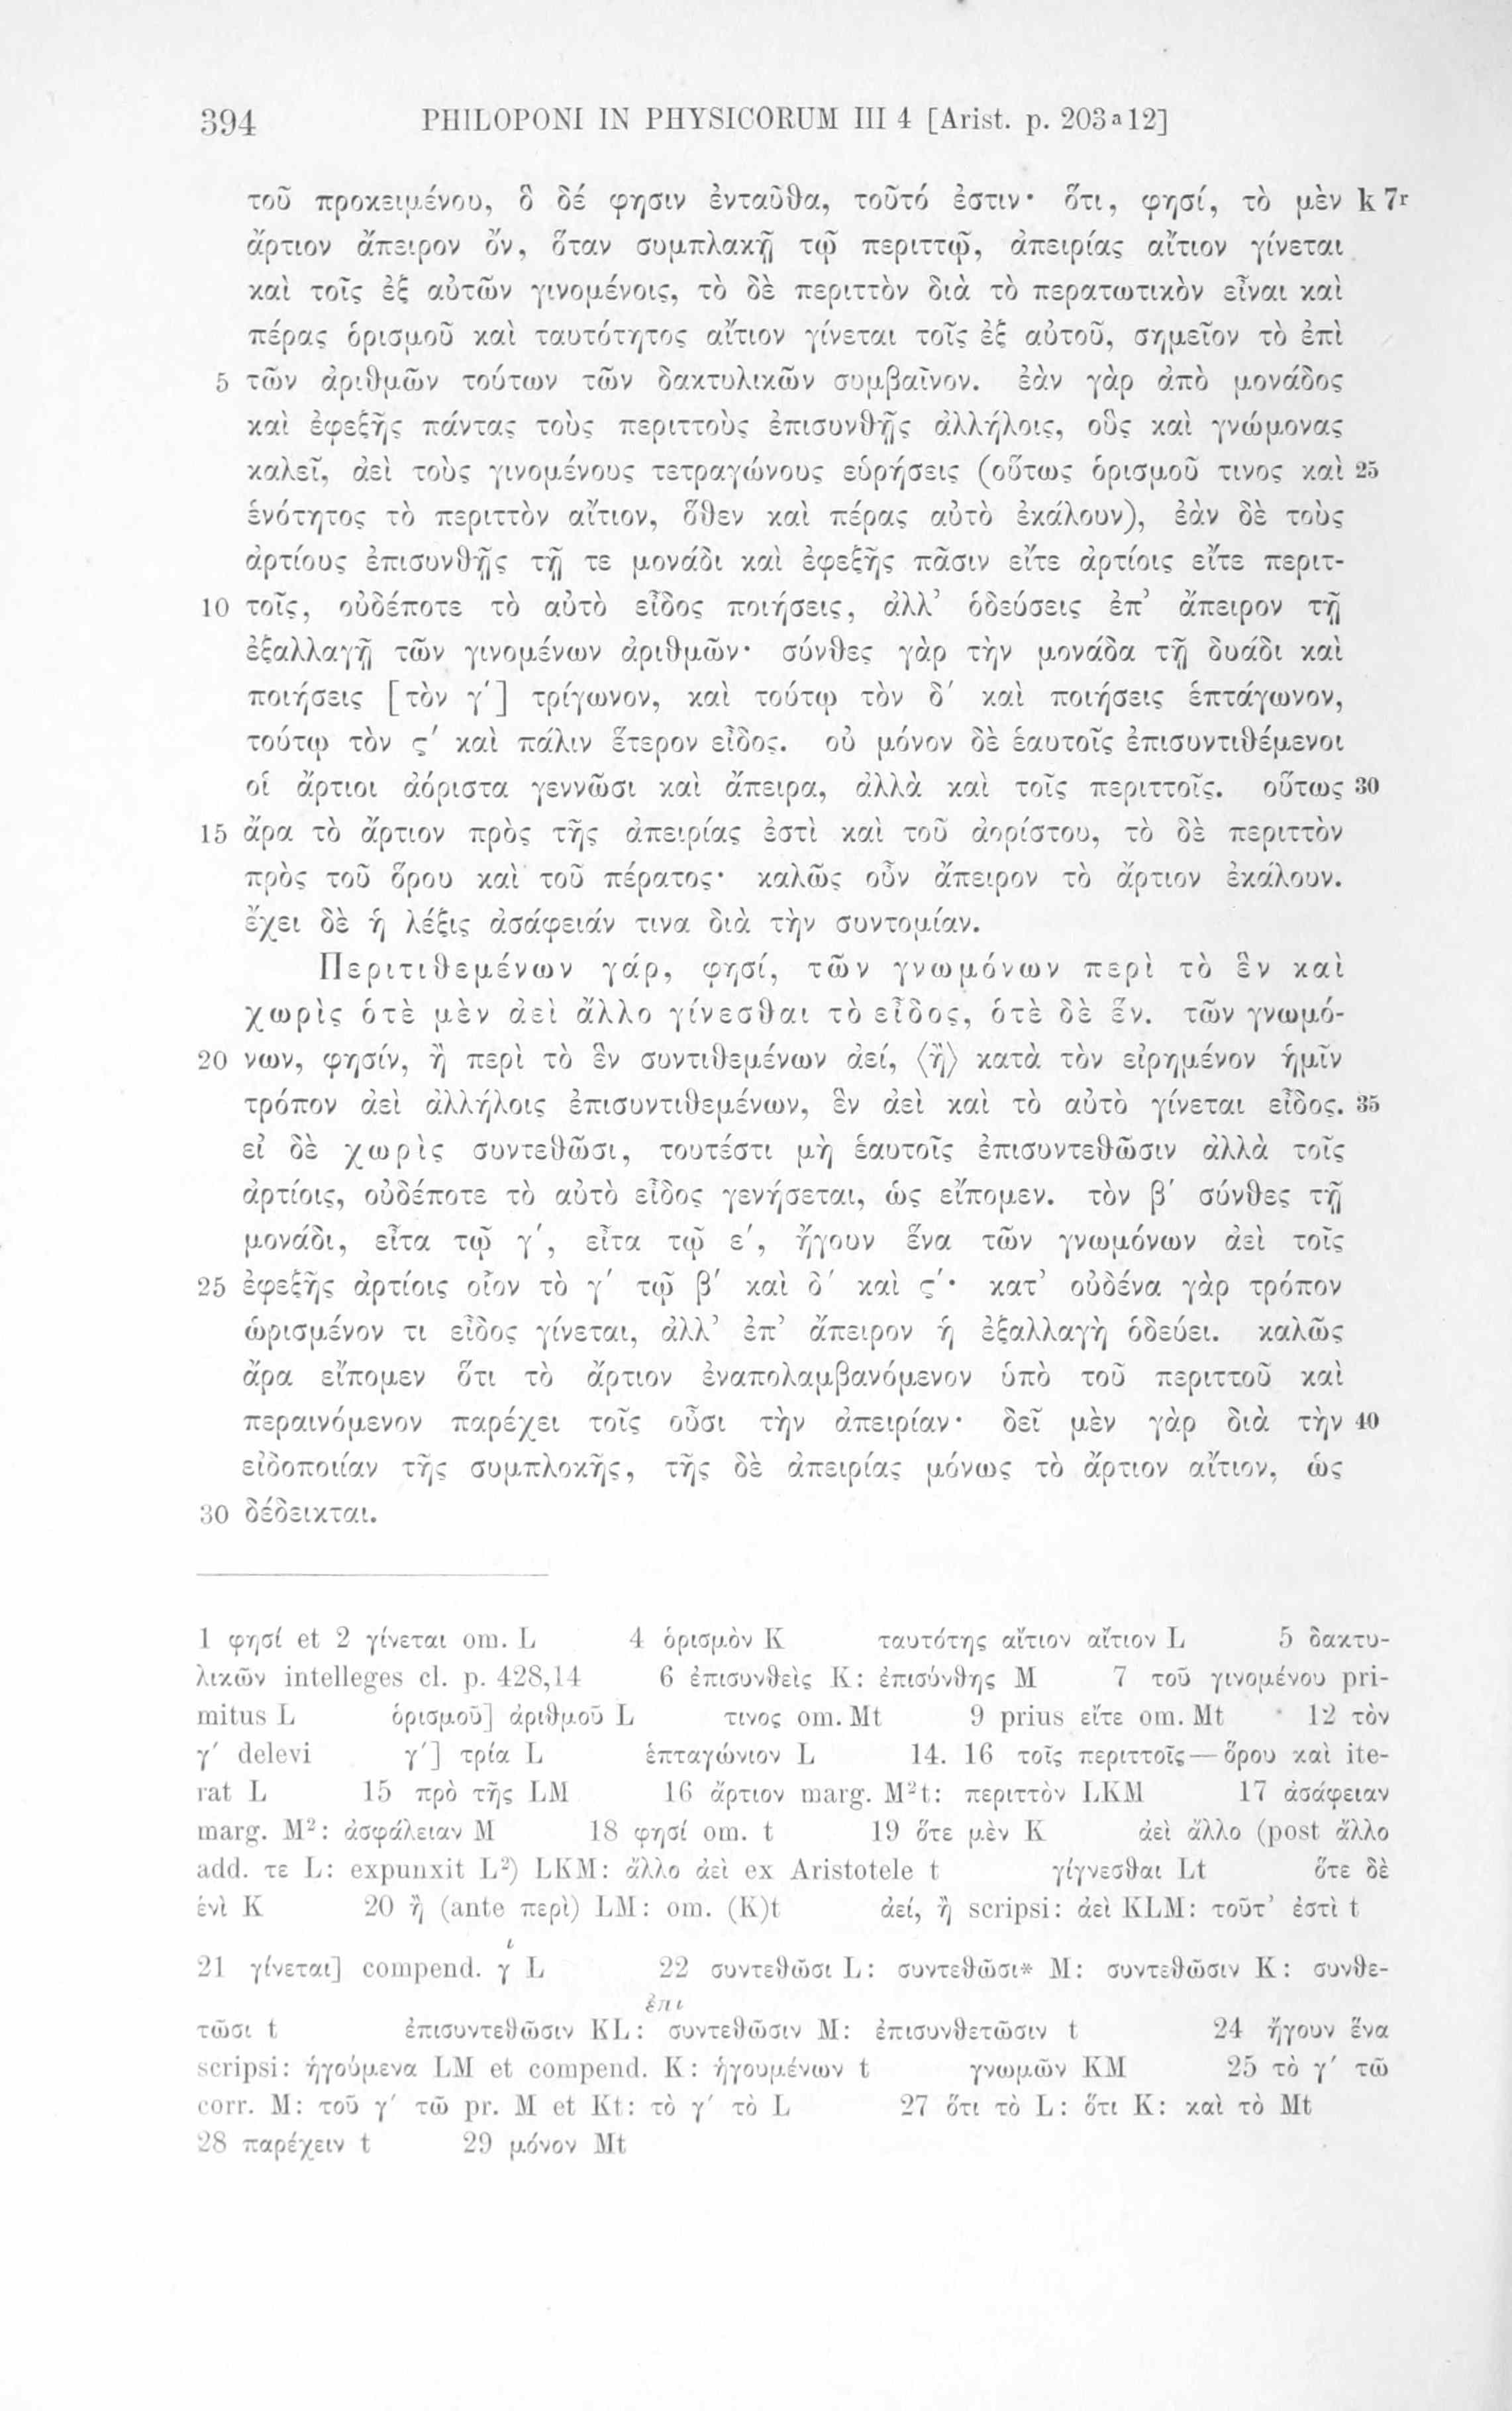 394 PHILOPONI IN PHYSICORUM III 4 [Arist. p. 203a12]
τοῦ προκειμένου, ὃ δέ φησιν ἐνταῦθα, τοῦτό ἐστιν· ὅτι, φησί, τὸ μὲν k 7r
ἄρτιον ἄπειρον ὄν, ὅταν συμπλακῇ τῷ περιττῷ, ἀπειρίας αἴτιον γίνεται
καὶ τοῖς ἐξ αὐτῶν γινομένοις, τὸ δὲ περιττὸν διὰ τὸ περατωτικὸν εἶναι καὶ
πέρας ὁρισμοῦ καὶ ταυτότητος αἴτιον γίνεται τοῖς ἐξ αὐτοῦ, σημεῖον τὸ ἐπὶ
5 τῶν ἀριθμῶν τούτων τῶν δακτυλικῶν συμβαῖνον. ἐὰν γὰρ ἀπὸ μονάδος
καὶ ἐφεξῆς πάντας τοὺς περιττοὺς ἐπισυνθῇς ἀλλήλοις, οὓς καὶ γνώμονας
καλεῖ, ἀεὶ τοὺς γινομένους τετραγώνους εὑρήσεις (οὕτως ὁρισμοῦ τινος καὶ 25
ἑνότητος τὸ περιττὸν αἴτιον, ὅθεν καὶ πέρας αὐτὸ ἐκάλουν), ἐὰν δὲ τοὺς
ἀρτίους ἐπισυνθῇς τῇ τε μονάδι καὶ ἐφεξῆς πᾶσιν εἴτε ἀρτίοις εἴτε περιτ-
10 τοῖς, οὐδέποτε τὸ αὐτὸ εἶδος ποιήσεις, ἀλλ’ ὁδεύσεις ἐπ’ ἄπειρον τῇ
ἐξαλλαγῇ τῶν γινομένων ἀριθμῶν· σύνθες γὰρ τὴν μονάδα τῇ δυάδι καὶ
ποιήσεις [τὸν γ′] τρίγωνον, καὶ τούτῳ τὸν δ′ καὶ ποιήσεις ἑπτάγωνον,
τούτῳ τὸν ϛ′ καὶ πάλιν ἕτερον εἶδος. οὐ μόνον δὲ ἑαυτοῖς ἐπισυντιθέμενοι
οἱ ἄρτιοι ἀόριστα γεννῶσι καὶ ἄπειρα, ἀλλὰ καὶ τοῖς περιττοῖς. οὕτως 30
15 ἄρα τὸ ἄρτιον πρὸς τῆς ἀπειρίας ἐστὶ καὶ τοῦ ἀορίστου, τὸ δὲ περιττὸν
πρὸς τοῦ ὅρου καὶ τοῦ πέρατος· καλῶς οὖν ἄπειρον τὸ ἄρτιον ἐκάλουν.
ἔχει δὲ ἡ λέξις ἀσάφειάν τινα διὰ τὴν συντομίαν.
Περιτιθεμένων γάρ, φησί, τῶν γνωμόνων περὶ τὸ ἓν καὶ
χωρὶς ὁτὲ μὲν ἀεὶ ἄλλο γίνεσθαι τὸ εἶδος, ὁτὲ δὲ ἕν. τῶν γνωμό-
20 νων, φησίν, ἢ περὶ τὸ ἓν συντιθεμένων ἀεί, ⟨ἢ⟩ κατὰ τὸν εἰρημένον ἡμῖν
τρόπον ἀεὶ ἀλλήλοις ἐπισυντιθεμένων, ἓν ἀεὶ καὶ τὸ αὐτὸ γίνεται εἶδος. 35
εἰ δὲ χωρὶς συντεθῶσι, τουτέστι μὴ ἑαυτοῖς ἐπισυντεθῶσιν ἀλλὰ τοῖς
ἀρτίοις, οὐδέποτε τὸ αὐτὸ εἶδος γενήσεται, ὡς εἴπομεν. τὸν β′ σύνθες τῇ
μονάδι, εἶτα τῷ γ′, εἶτα τῷ ε′, ἤγουν ἕνα τῶν γνωμόνων ἀεὶ τοῖς
25 ἐφεξῆς ἀρτίοις οἷον τὸ γ′ τῷ β′ καὶ δ′ καὶ ϛ′· κατ’ οὐδένα γὰρ τρόπον
ὡρισμένον τι εἶδος γίνεται, ἀλλ’ ἐπ’ ἄπειρον ἡ ἐξαλλαγὴ ὁδεύει. καλῶς
ἄρα εἴπομεν ὅτι τὸ ἄρτιον ἐναπολαμβανόμενον ὑπὸ τοῦ περιττοῦ καὶ
περαινόμενον παρέχει τοῖς οὖσι τὴν ἀπειρίαν· δεῖ μὲν γὰρ διὰ τὴν 40
εἰδοποιίαν τῆς συμπλοκῆς, τῆς δὲ ἀπειρίας μόνως τὸ ἄρτιον αἴτιον, ὡς
30 δέδεικται.
1 φησί et 2 γίνεται om. L 4 ὁρισμὸν K ταυτότης αἴτιον αἴτιον L 5 δακτυ-
λικῶν intelleges cl. p. 428,14 6 ἐπισυνθεὶς K: ἐπισύνθης M 7 τοῦ γινομένου pri-
mitus L ὁρισμοῦ] ἀριθμοῦ L τινος om. Mt 9 prius εἴτε om. Mt 12 τὸν
γ′ delevi γ′] τρία L ἑπταγώνιον L 14. 16 τοῖς περιττοῖς—ὅρου καὶ ite-
rat L 15 πρὸ τῆς LM 16 ἄρτιον marg. M²t: περιττὸν LKM 17 ἀσάφειαν
marg. M²: ἀσφάλειαν M 18 φησί om. t 19 ὅτε μὲν K ἀεὶ ἄλλο (post ἄλλο
add. τε L: expunxit L²) LKM: ἄλλο ἀεὶ ex Aristotele t γίγνεσθαι Lt ὅτε δὲ
ἑνὶ K 20 ἢ (ante περὶ) LM: om. (K)t ἀεί, ἢ scripsi: ἀεὶ KLM: τοῦτ’ ἐστὶ t
21 γίνεται] compend. γι L 22 συντεθῶσι L: συντεθῶσι* M: συντεθῶσιν K: συνθε-
ἐπι
τῶσι t ἐπισυντεθῶσιν KL: συντεθῶσιν M: ἐπισυνθετῶσιν t 24 ἤγουν ἕνα
scripsi: ἡγούμενα LM et compend. K: ἡγουμένων t γνωμῶν KM 25 τὸ γ′ τῶ
corr. M: τοῦ γ′ τῶ pr. M et Kt: τὸ γ′ τὸ L 27 ὅτι τὸ L: ὅτι K: καὶ τὸ Mt
28 παρέχειν t 29 μόνον Mt